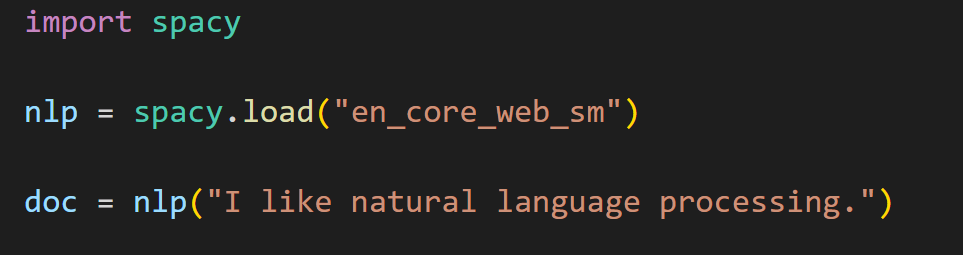 import spacy
nlp = spacy.load("en_core_web_sm")
doc = nlp("I like natural language processing.")